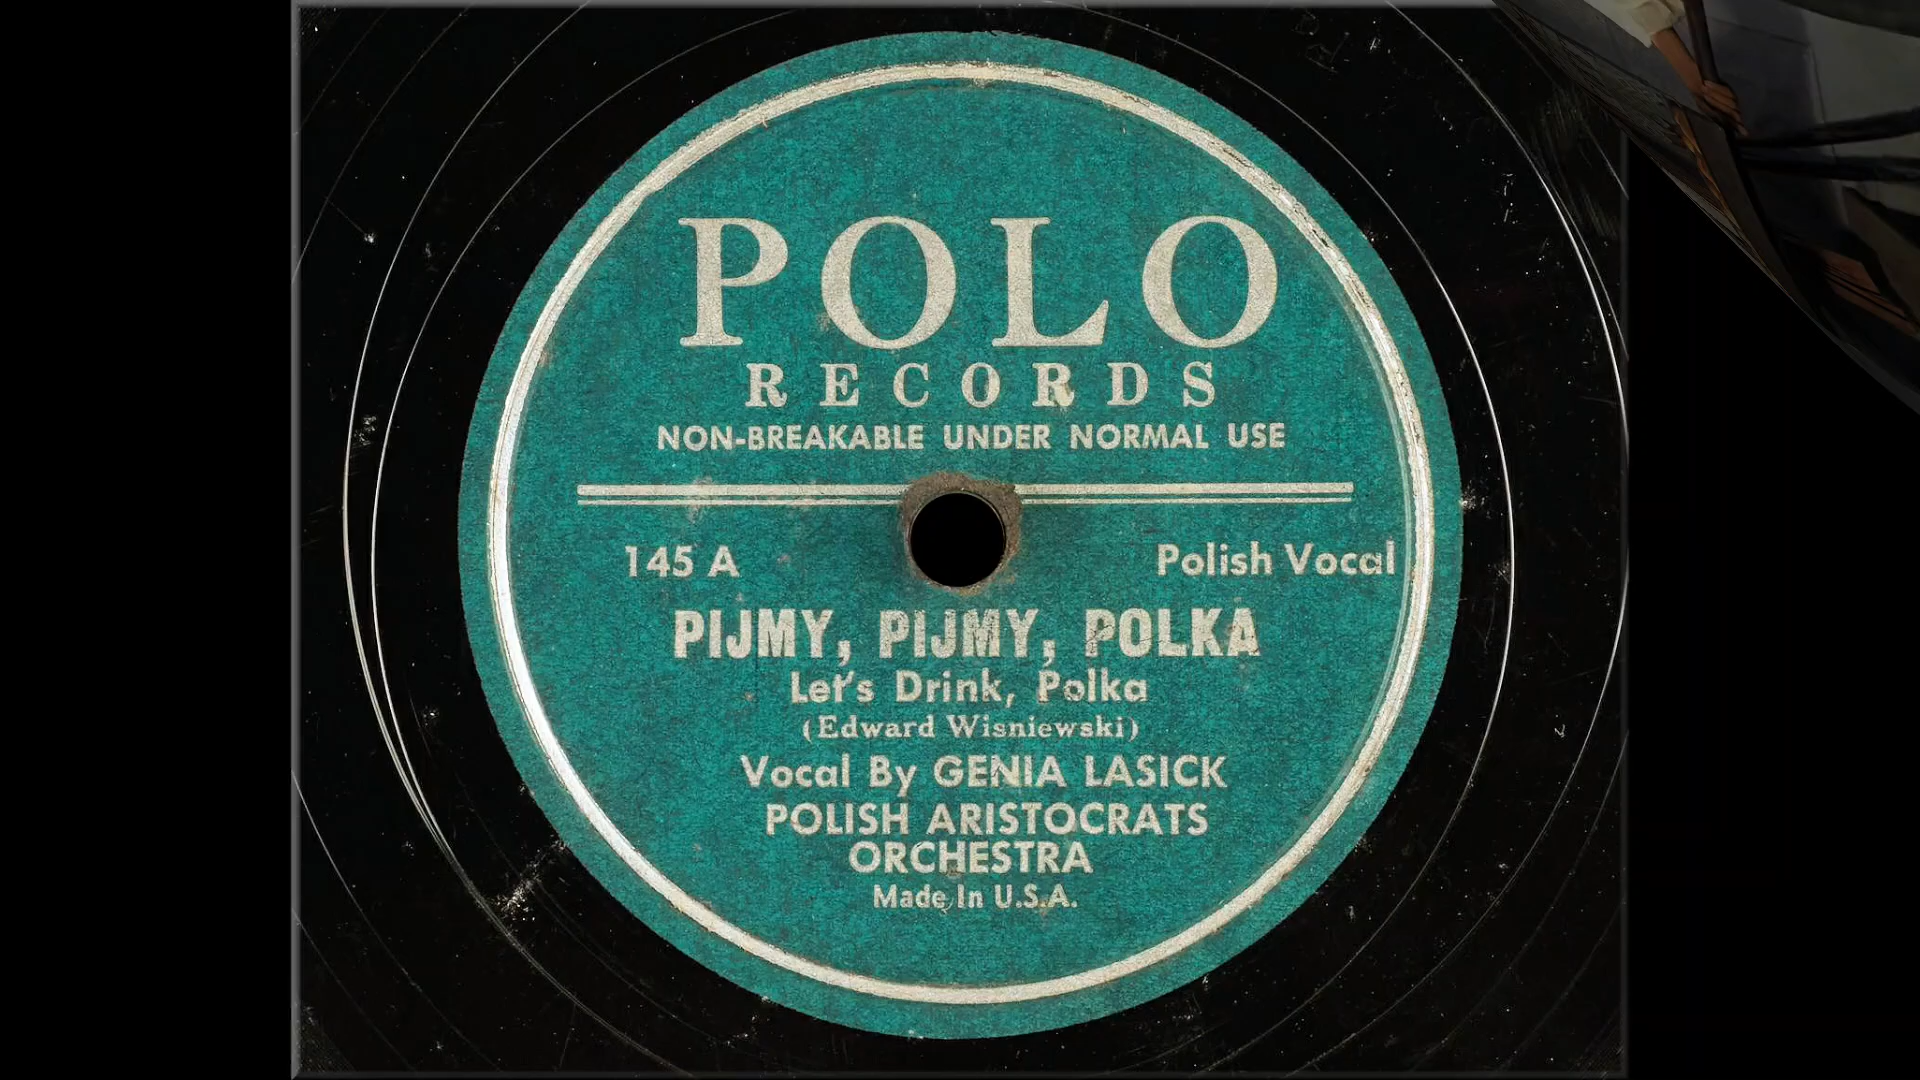 POLO
RECORDS
NON-BREAKABLE UNDER NORMAL USE
145 A
Polish Vocal
PIJMY, PIJMY, POLKA
Let's Drink, Polka
(Edward Wisniewski)
Vocal By GENIA LASICK
POLISH ARISTOCRATS
ORCHESTRA
Made In U.S.A.